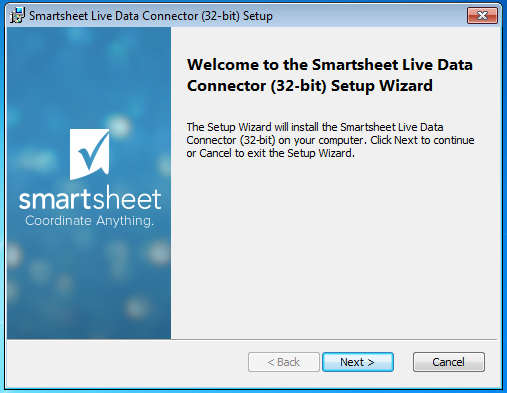 Smartsheet Live Data Connector (32-bit) Setup
Welcome to the Smartsheet Live Data
Connector (32-bit) Setup Wizard
The Setup Wizard will install the Smartsheet Live Data
Connector (32-bit) on your computer. Click Next to continue
or Cancel to exit the Setup Wizard.
smartsheet
Coordinate Anything.
< Back
Next >
Cancel